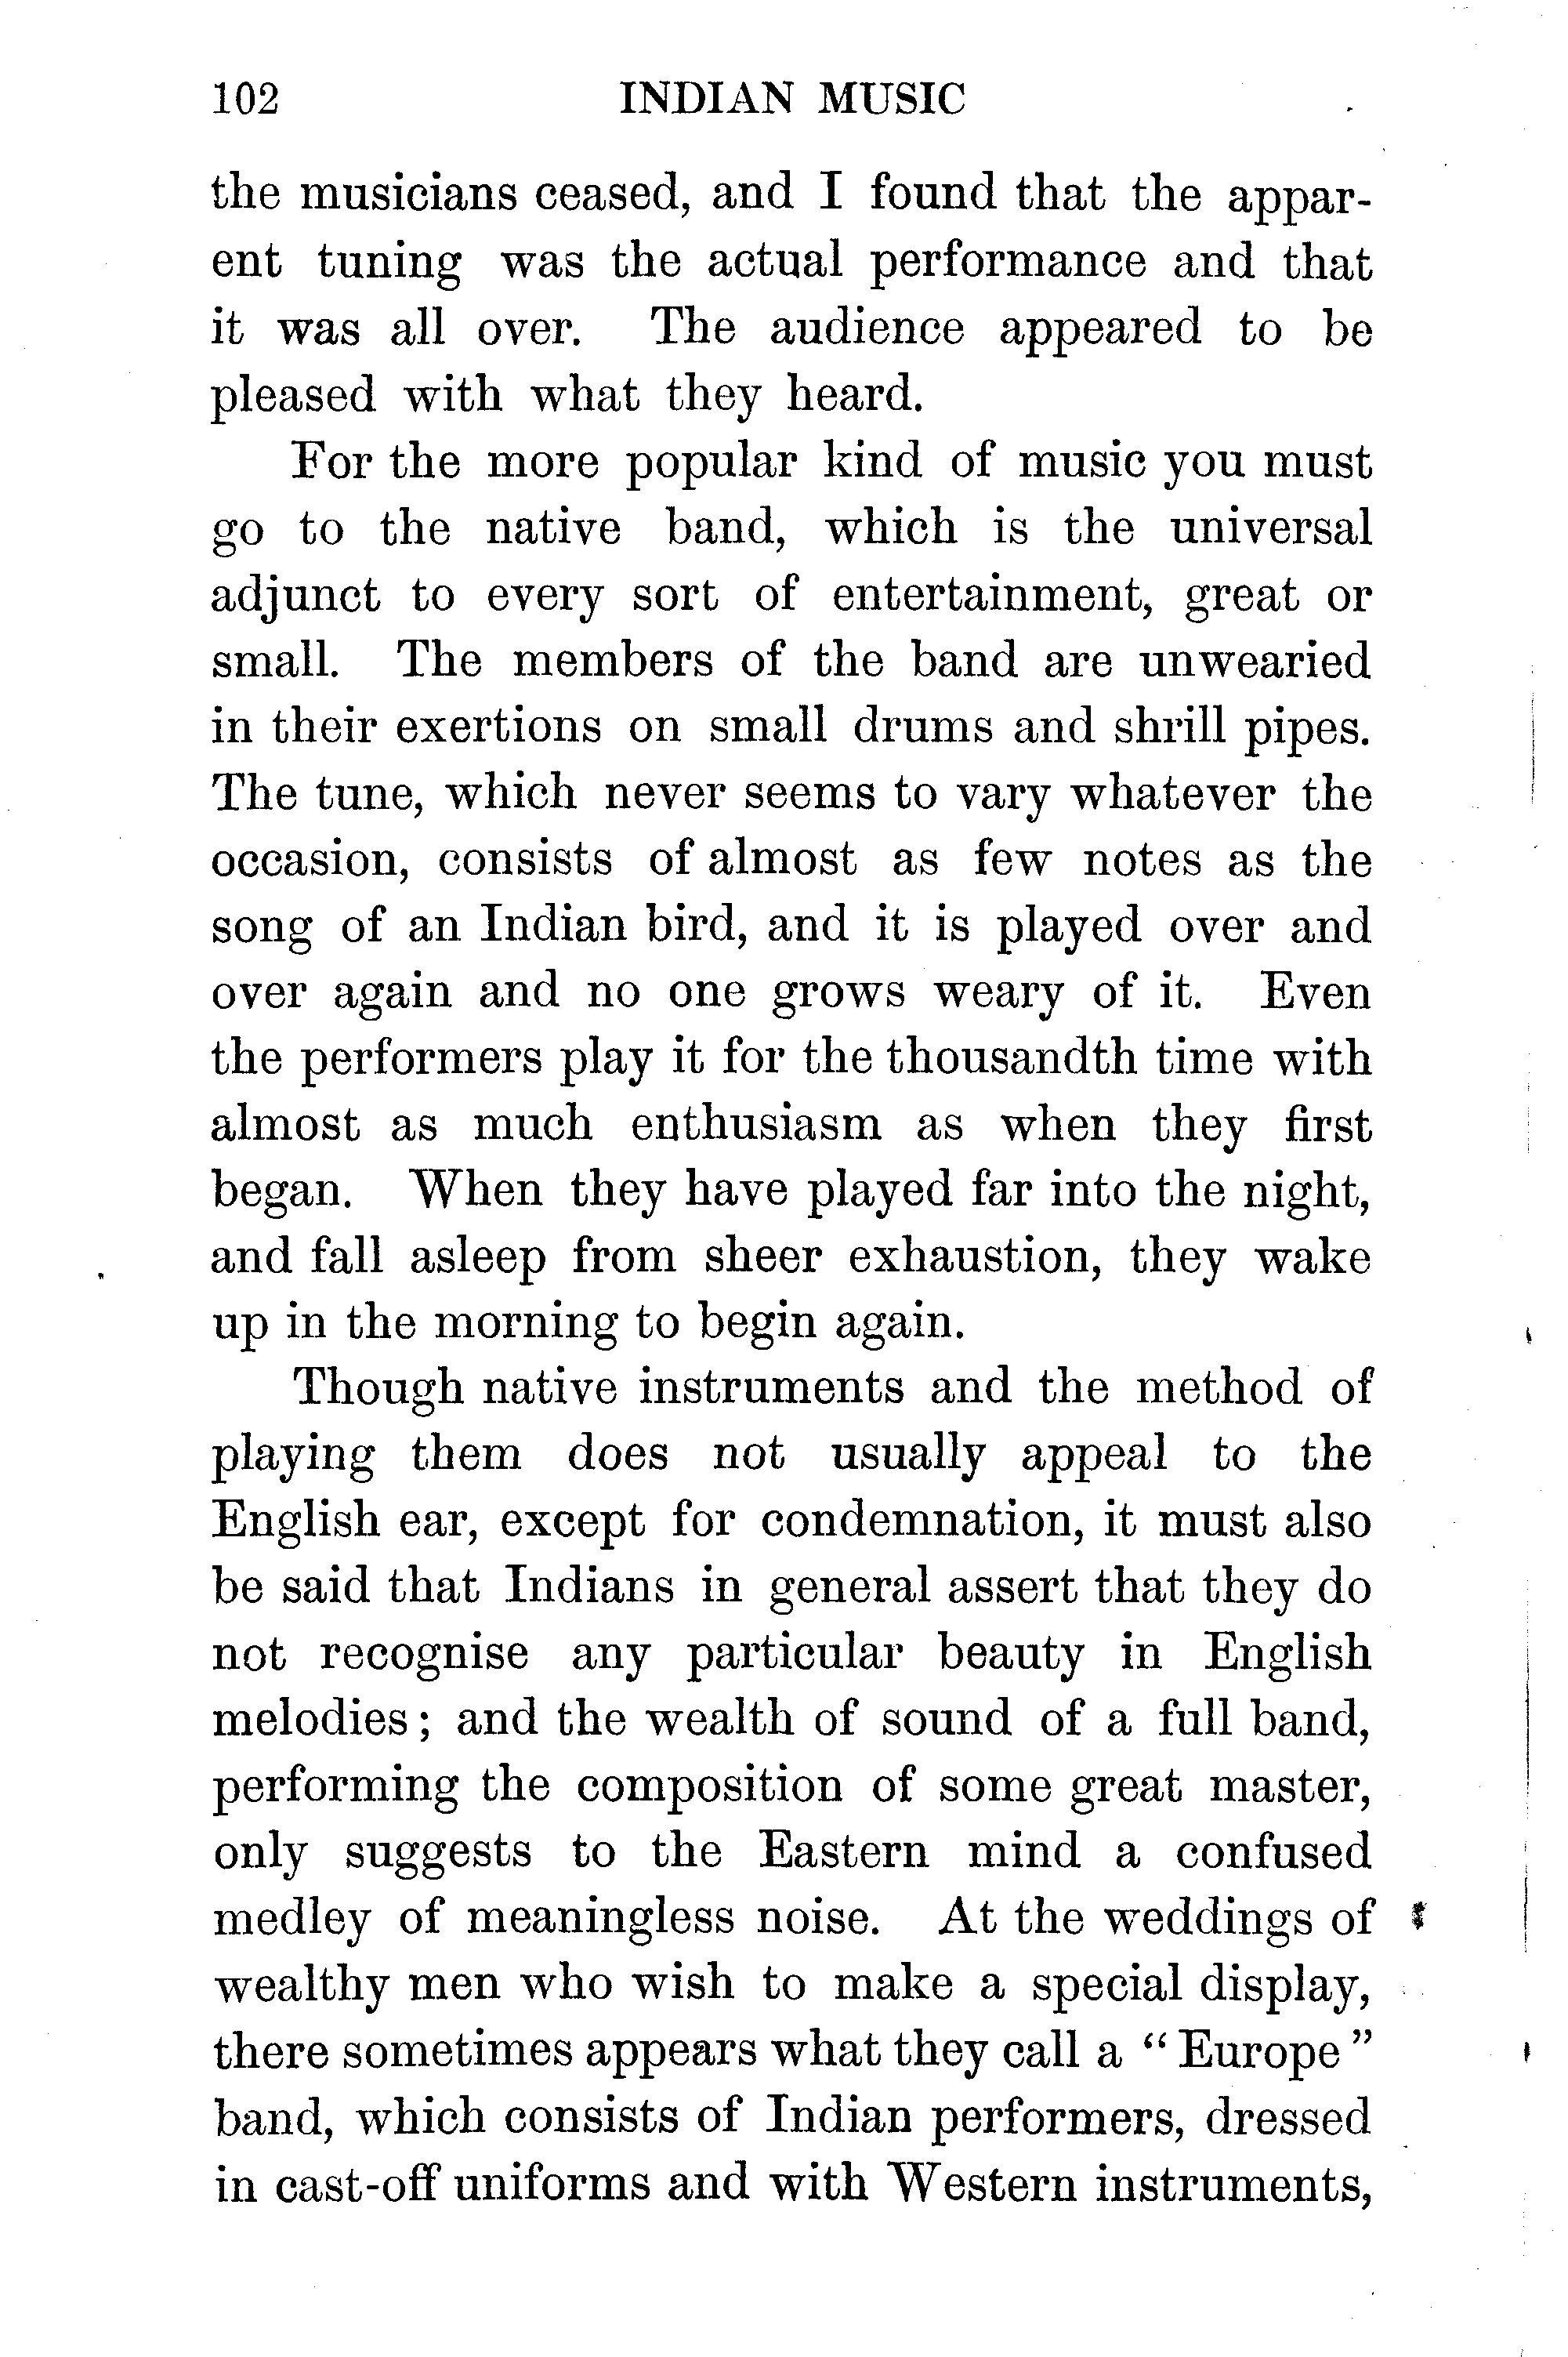 102 INDIAN MUSIC
the musicians ceased, and I found that the appar-
ent tuning was the actual performance and that
it was all over. The audience appeared to be
pleased with what they heard.
For the more popular kind of music you must
go to the native band, which is the universal
adjunct to every sort of entertainment, great or
small. The members of the band are unwearied
in their exertions on small drums and shrill pipes.
The tune, which never seems to vary whatever the
occasion, consists of almost as few notes as the
song of an Indian bird, and it is played over and
over again and no one grows weary of it. Even
the performers play it for the thousandth time with
almost as much enthusiasm as when they first
began. When they have played far into the night,
and fall asleep from sheer exhaustion, they wake
up in the morning to begin again.
Though native instruments and the method of
playing them does not usually appeal to the
English ear, except for condemnation, it must also
be said that Indians in general assert that they do
not recognise any particular beauty in English
melodies; and the wealth of sound of a full band,
performing the composition of some great master,
only suggests to the Eastern mind a confused
medley of meaningless noise. At the weddings of
wealthy men who wish to make a special display,
there sometimes appears what they call a "Europe"
band, which consists of Indian performers, dressed
in cast-off uniforms and with Western instruments,